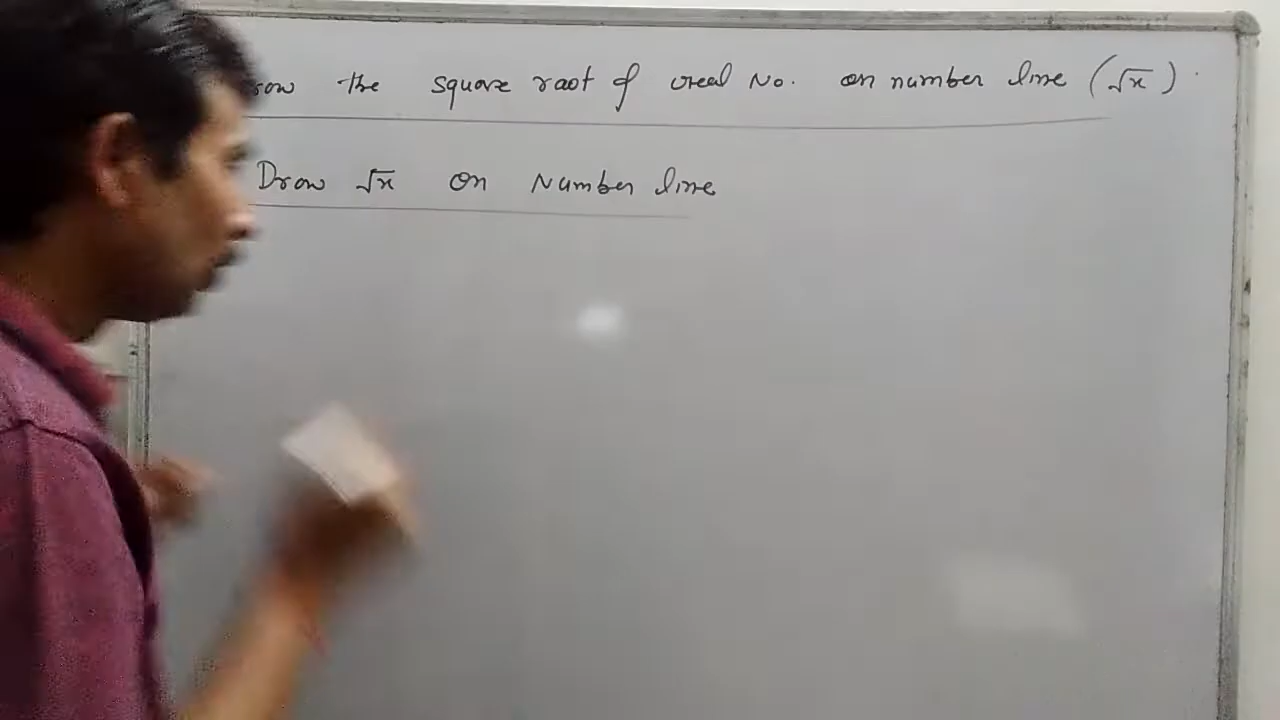 the square root of real No. on number line (√x).
Draw √x on Number line